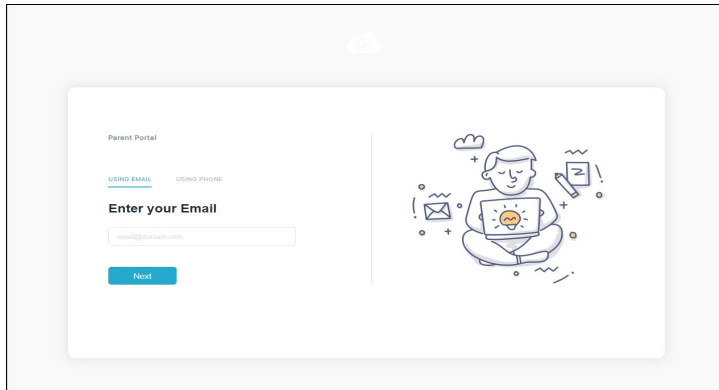 Parent Portal
USING EMAIL USING PHONE
Enter your Email
email@domain.com
Next